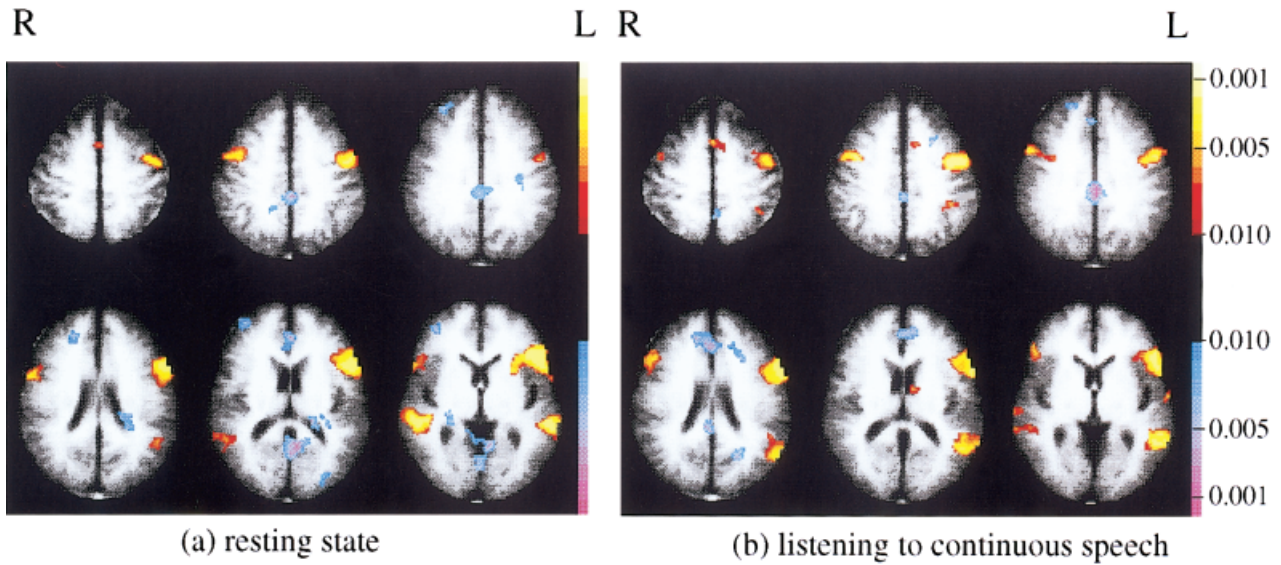 R L R L
0.001
0.005
0.010
0.010
0.005
0.001
(a) resting state
(b) listening to continuous speech